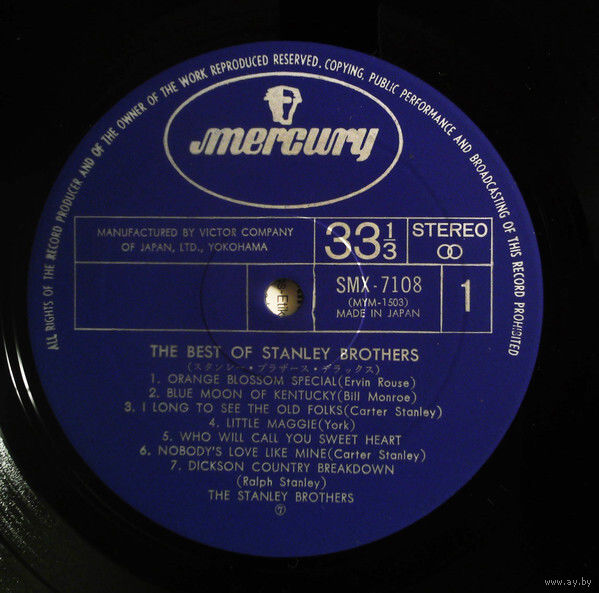 ALL RIGHTS OF THE RECORD PRODUCER AND OF THE OWNER OF THE WORK REPRODUCED RESERVED. COPYING, PUBLIC PERFORMANCE AND BROADCASTING OF THIS RECORD PROHIBITED
mercury
MANUFACTURED BY VICTOR COMPANY
OF JAPAN, LTD., YOKOHAMA
33 1/3
STEREO
SMX-7108
(MYM-1503)
MADE IN JAPAN
1
THE BEST OF STANLEY BROTHERS
(スタンレー・ブラザース・デラックス)
1. ORANGE BLOSSOM SPECIAL(Ervin Rouse)
2. BLUE MOON OF KENTUCKY(Bill Monroe)
3. I LONG TO SEE THE OLD FOLKS(Carter Stanley)
4. LITTLE MAGGIE(York)
5. WHO WILL CALL YOU SWEET HEART
6. NOBODY'S LOVE LIKE MINE(Carter Stanley)
7. DICKSON COUNTRY BREAKDOWN
(Ralph Stanley)
THE STANLEY BROTHERS
⑦
www.ay.by